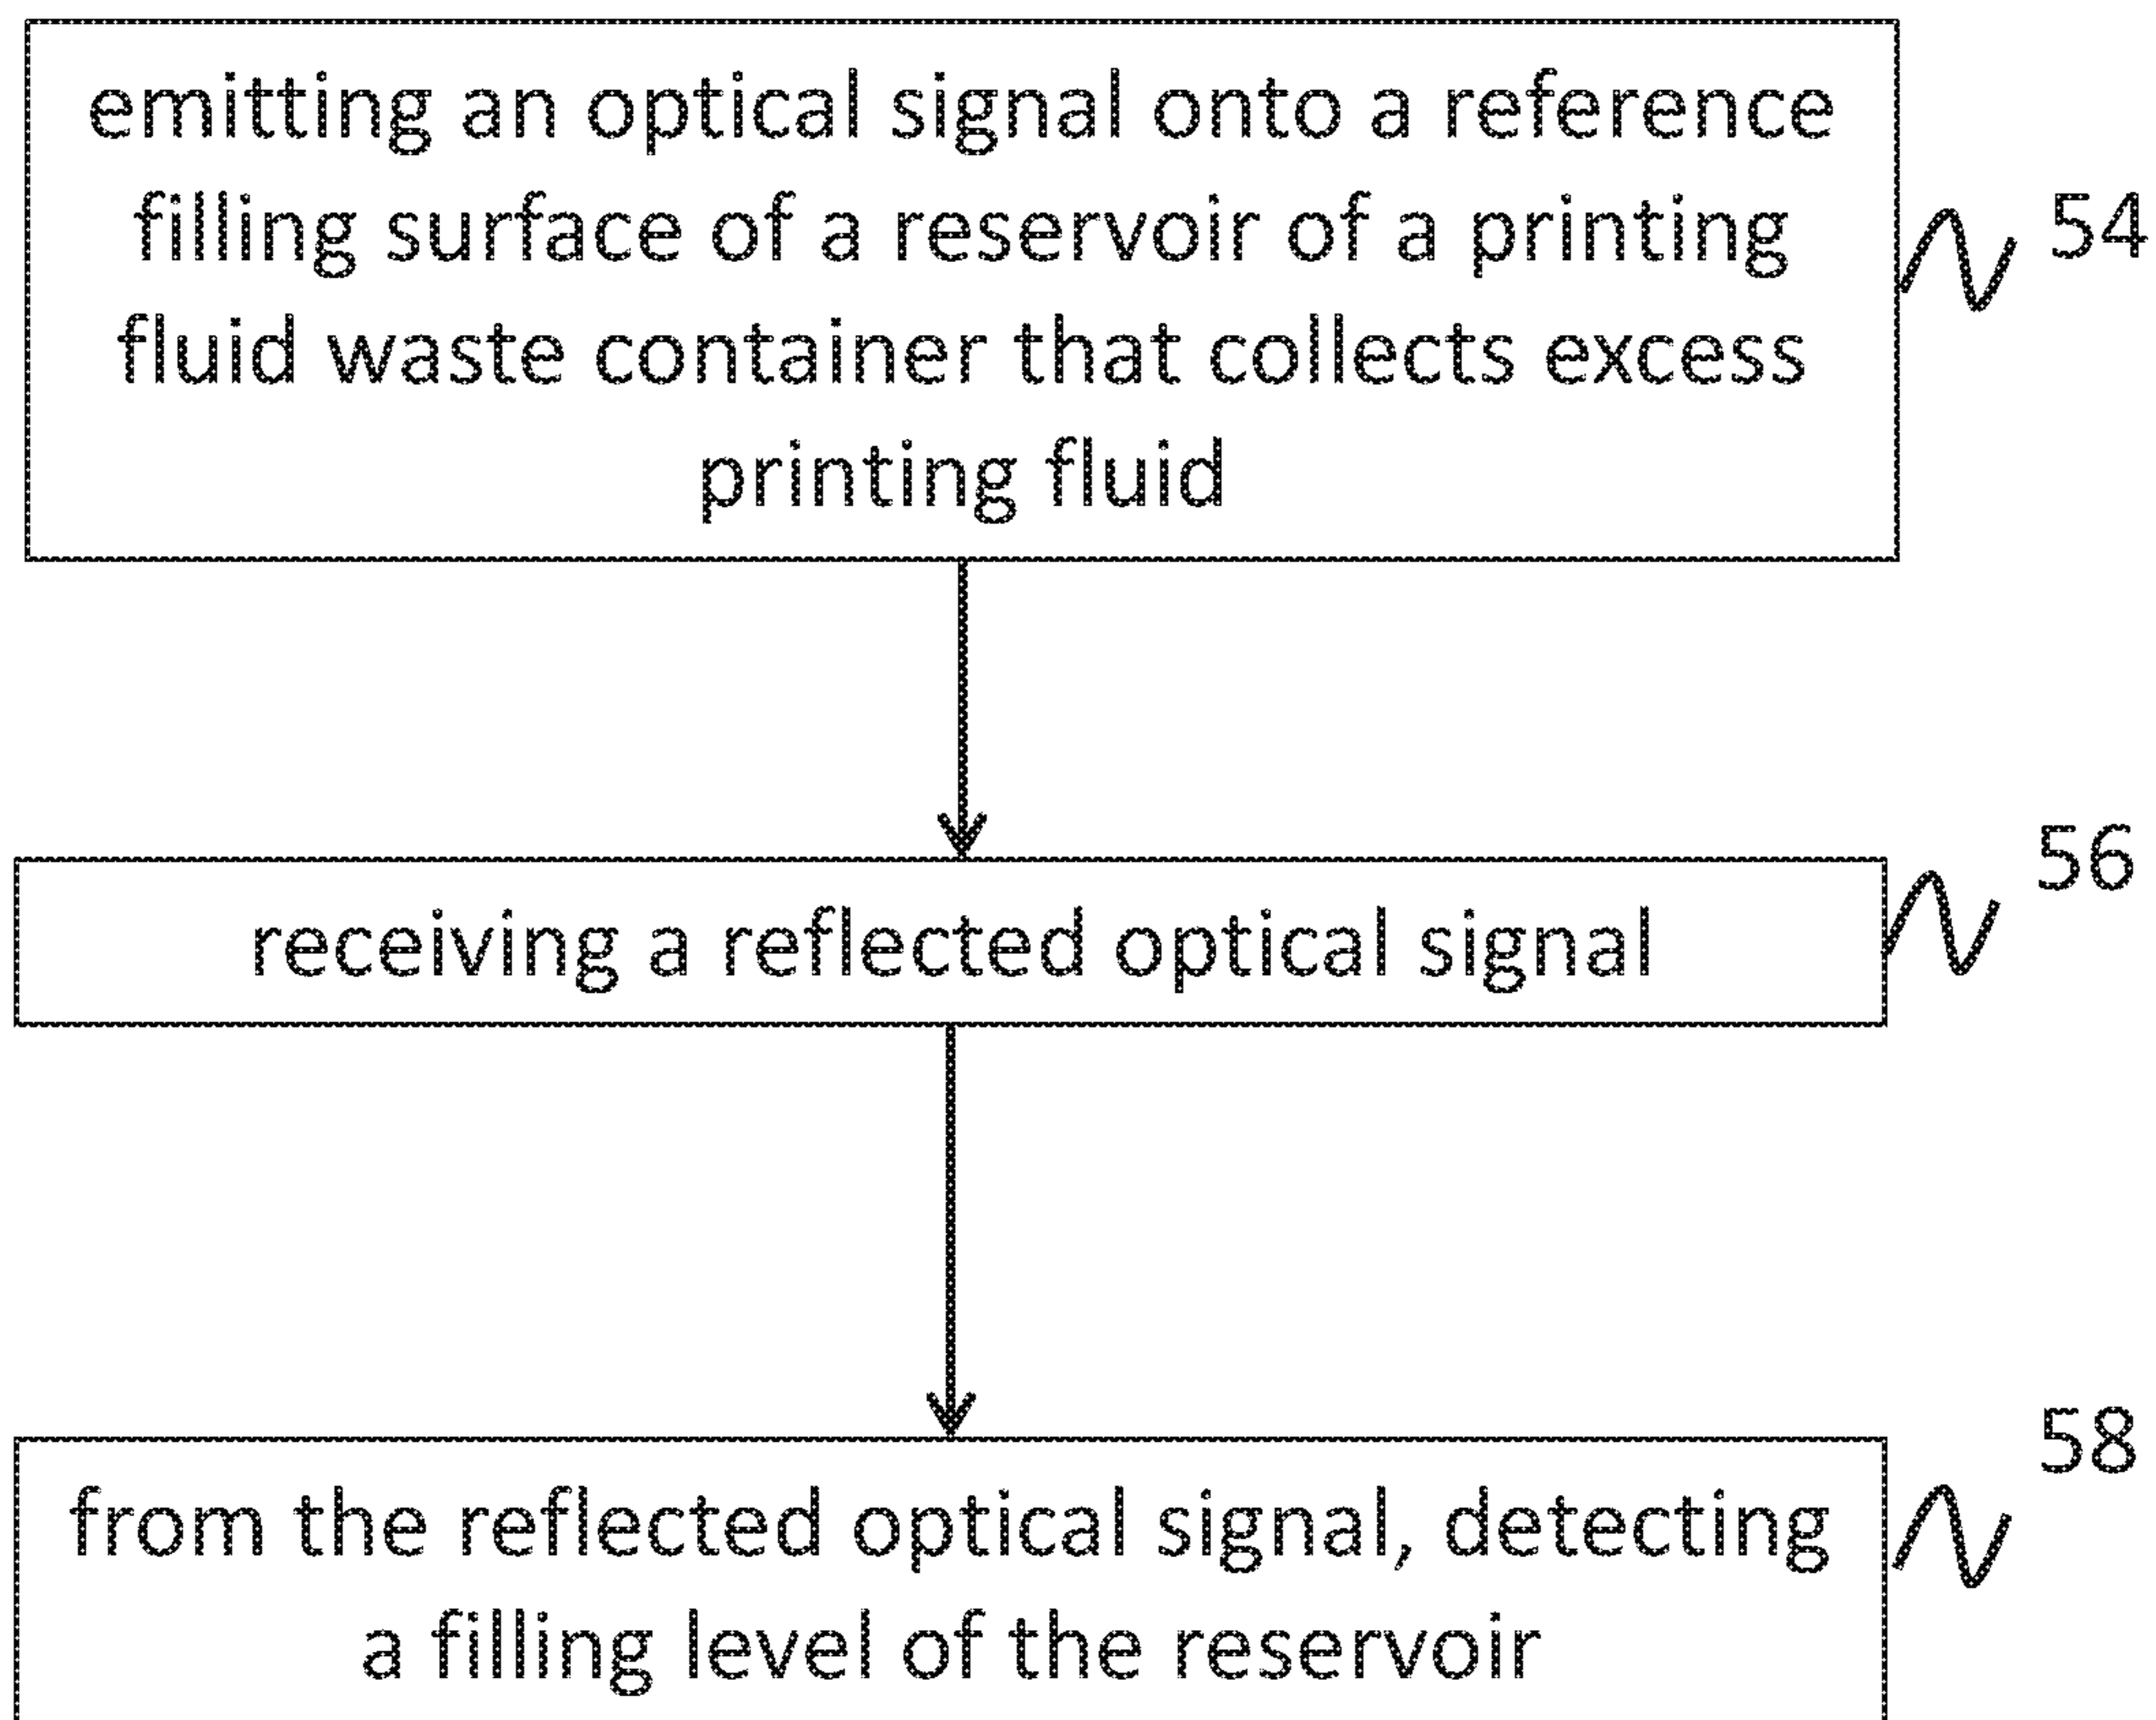 emitting an optical signal onto a reference
filling surface of a reservoir of a printing
fluid waste container that collects excess
printing fluid
54
56
receiving a reflected optical signal
58
from the reflected optical signal, detecting
a filling level of the reservoir